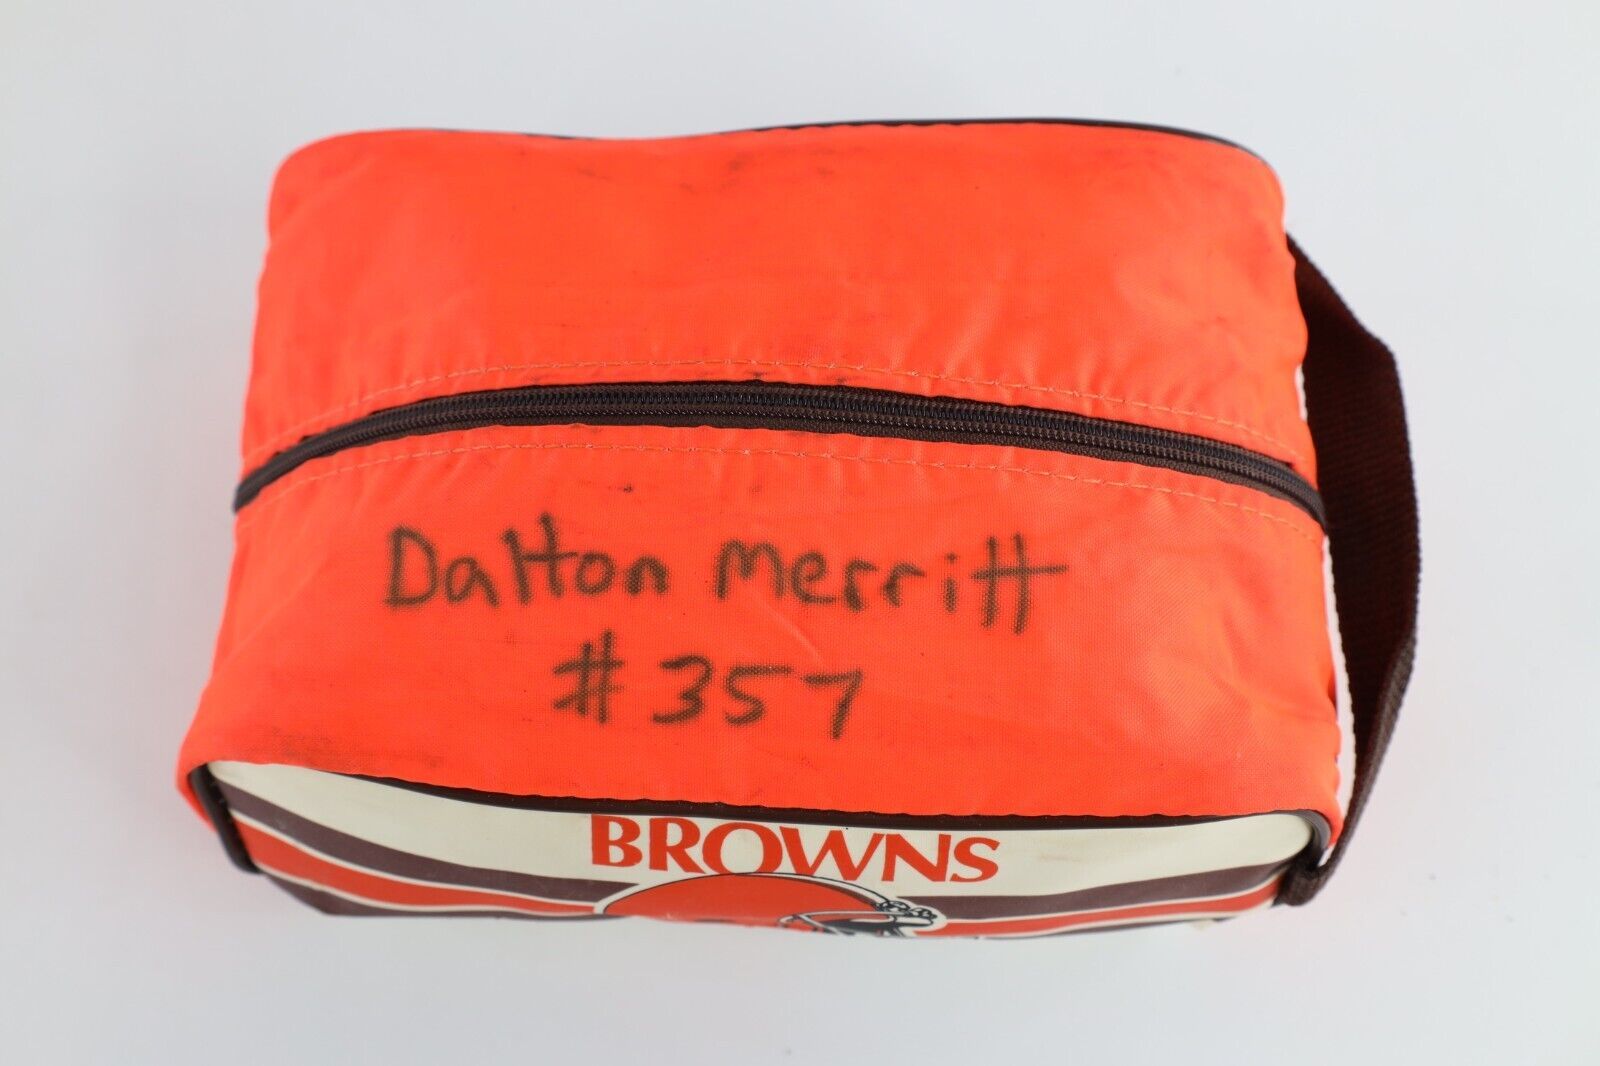 Dalton Merritt
#357
BROWNS